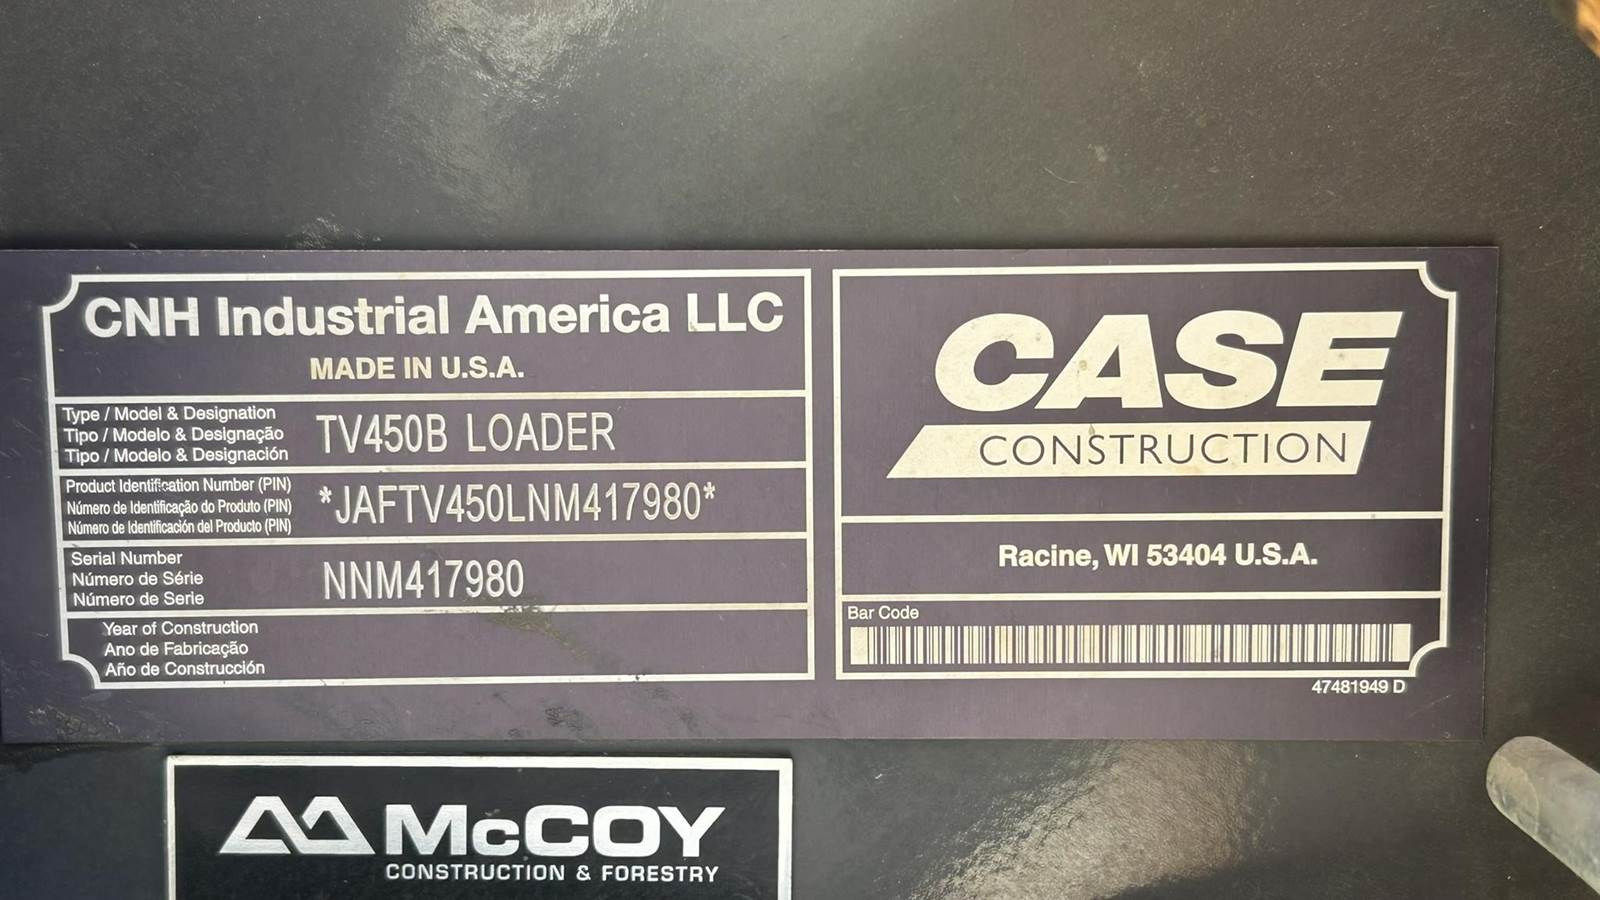 CNH Industrial America LLC
MADE IN U.S.A.
Type / Model & Designation
Tipo / Modelo & Designação
Tipo / Modelo & Designación
TV450B LOADER
Product Identification Number (PIN)
Número de Identificação do Produto (PIN)
Número de Identificación del Producto (PIN)
*JAFTV450LNM417980*
Serial Number
Número de Série
Número de Serie
NNM417980
Year of Construction
Ano de Fabricação
Año de Construcción
CASE
CONSTRUCTION
Racine, WI 53404 U.S.A.
Bar Code
47481949 D
McCOY
CONSTRUCTION & FORESTRY